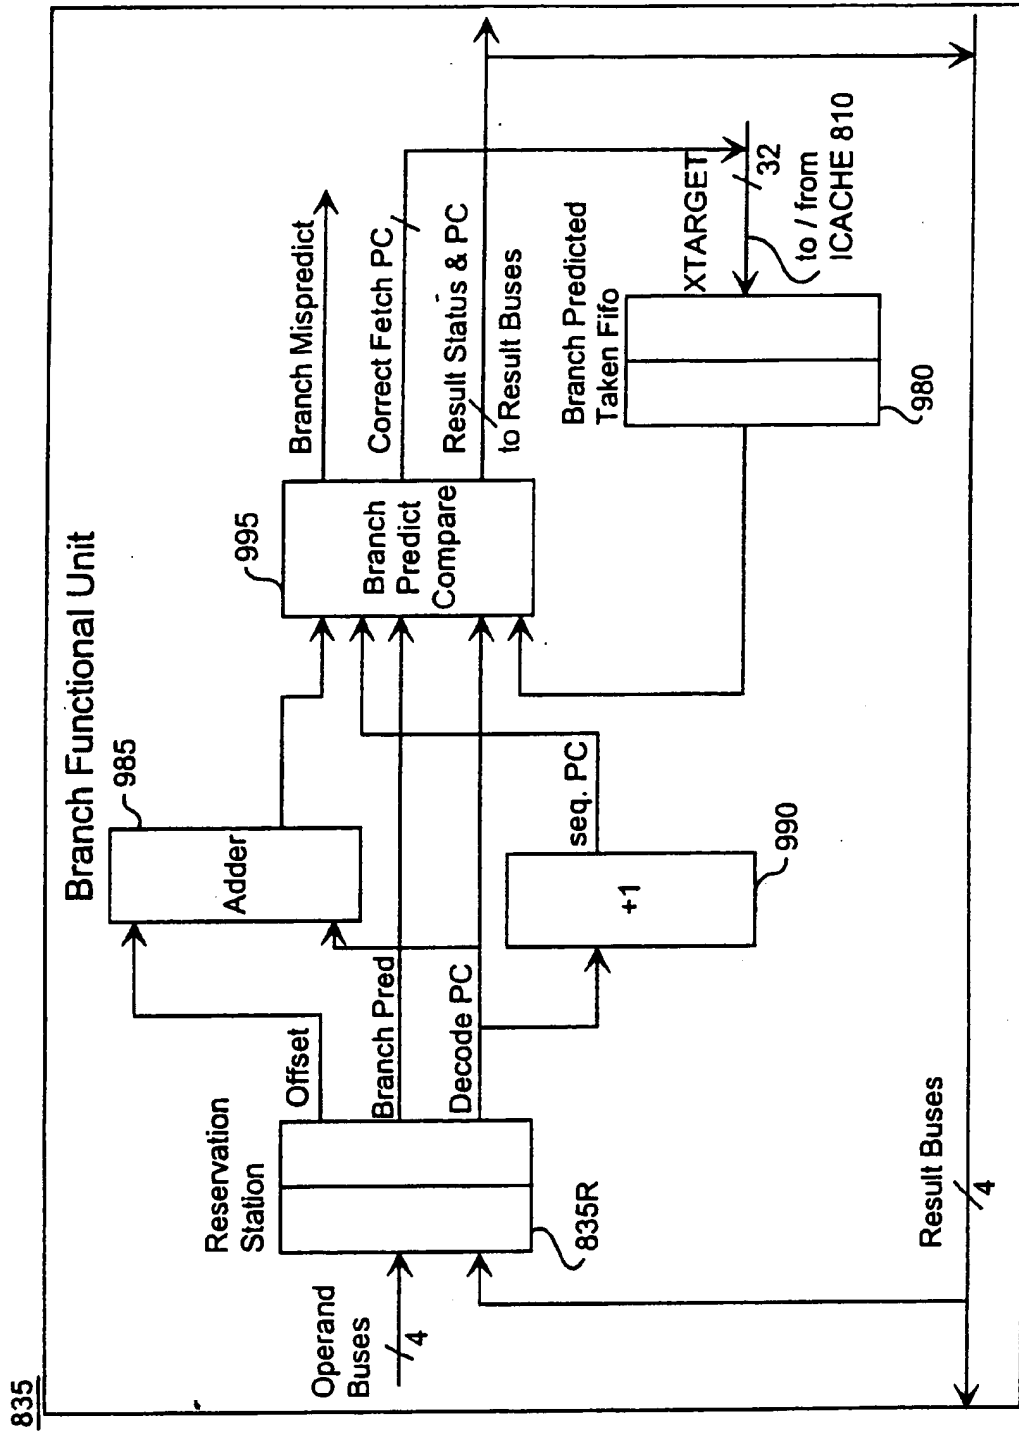 835
Branch Functional Unit
Operand
Buses
4
Reservation
Station
835R
Offset
Branch Pred
Decode PC
985
Adder
+1
990
seq. PC
995
Branch
Predict
Compare
Branch Mispredict
Correct Fetch PC
Result Status & PC
to Result Buses
Branch Predicted
Taken Fifo
980
XTARGET
32
to / from
ICACHE 810
Result Buses
4